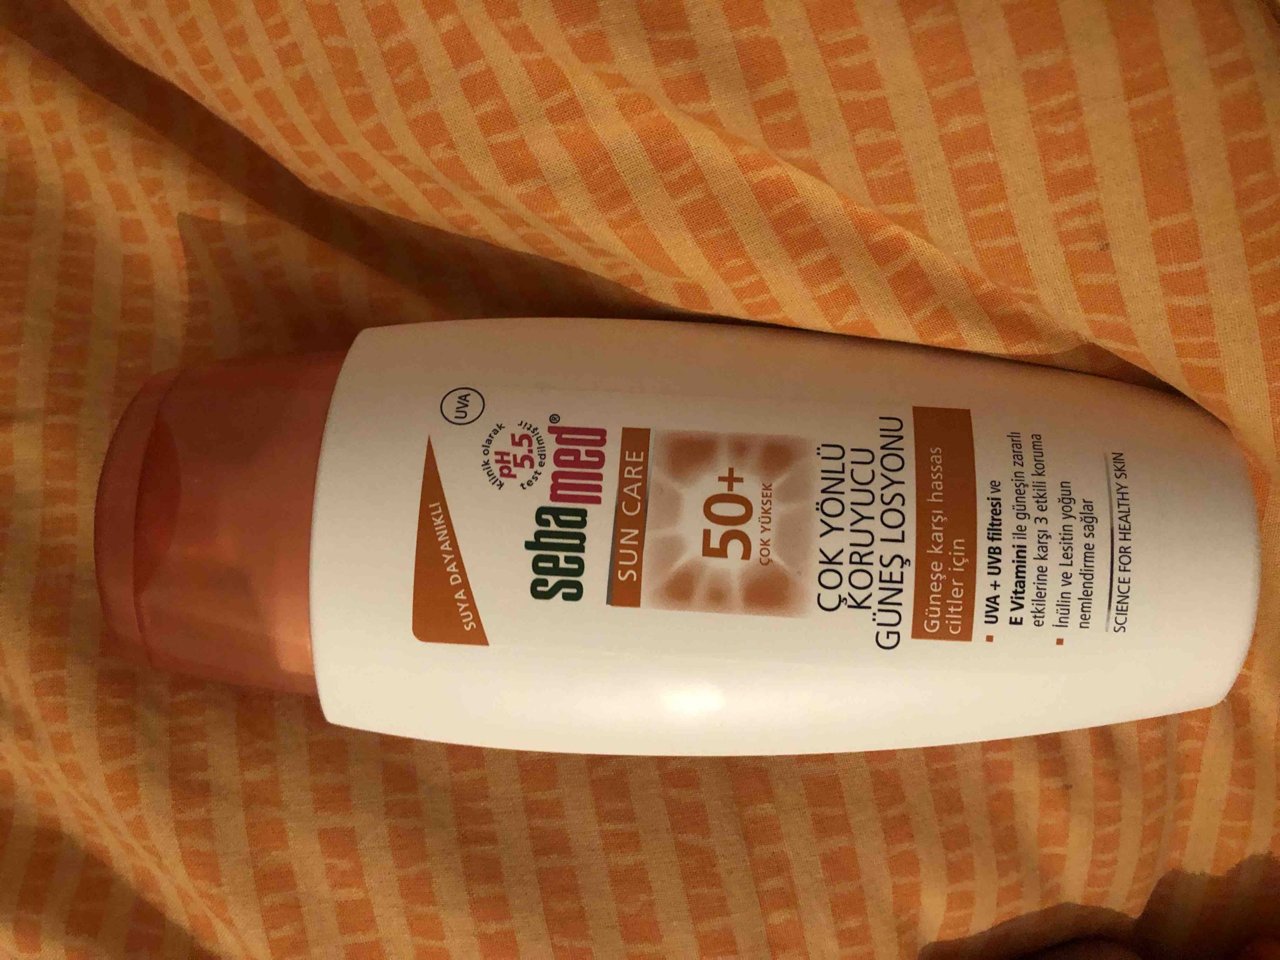 SUYA DAYANIKLI
UVA
klinik olarak
pH
5.5
test edilmiştir
sebamed®
SUN CARE
50+
ÇOK YÜKSEK
ÇOK YÖNLÜ
KORUYUCU
GÜNEŞ LOSYONU
Güneşe karşı hassas
ciltler için
▪ UVA + UVB filtresi ve
E Vitamini ile güneşin zararlı
etkilerine karşı 3 etkili koruma
▪ İnülin ve Lesitin yoğun
nemlendirme sağlar
SCIENCE FOR HEALTHY SKIN